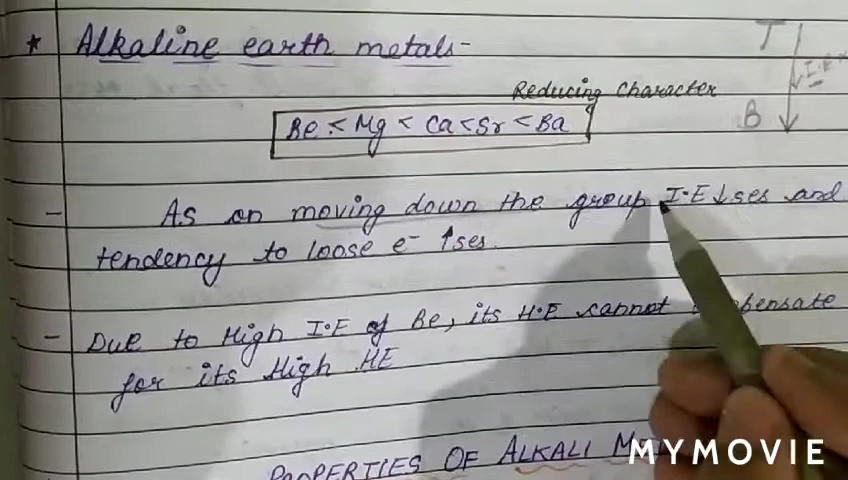 * Alkaline earth metals-
T
I.E
B
Reducing Character
Be < Mg < Ca < Sr < Ba
- As on moving down the group I.E ↓ses and
tendency to loose e⁻ ↑ses.
- Due to High I.E of Be, its H.E cannot
for its High HE
PROPERTIES OF ALKALI
MYMOVIE